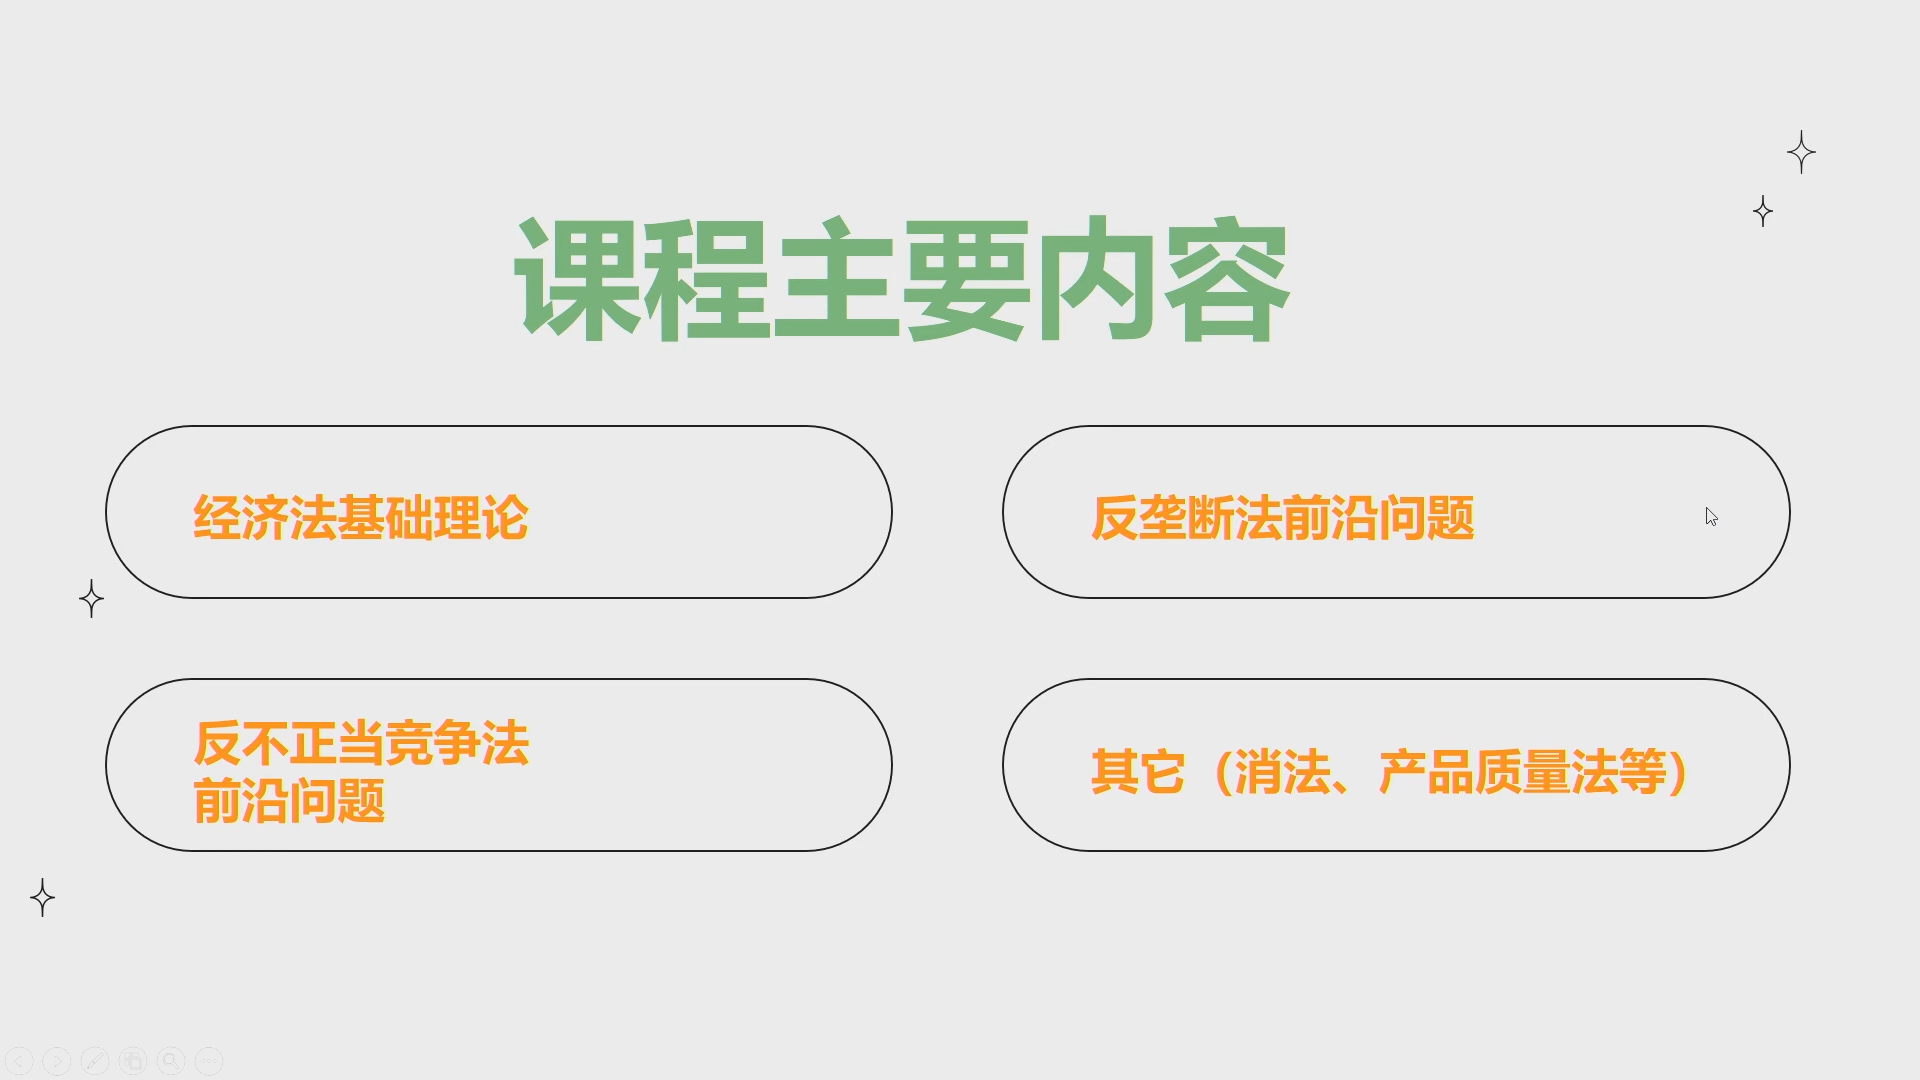 课程主要内容
经济法基础理论
反垄断法前沿问题
反不正当竞争法
前沿问题
其它（消法、产品质量法等）